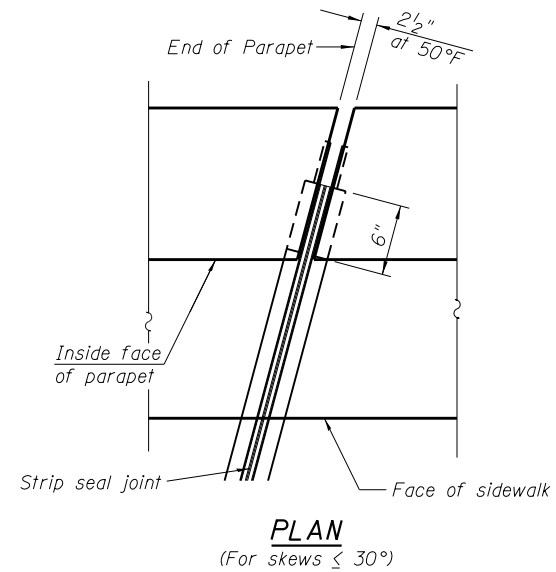 2½"
at 50°F
End of Parapet
6"
Inside face
of parapet
Strip seal joint
Face of sidewalk
PLAN
(For skews ≤ 30°)